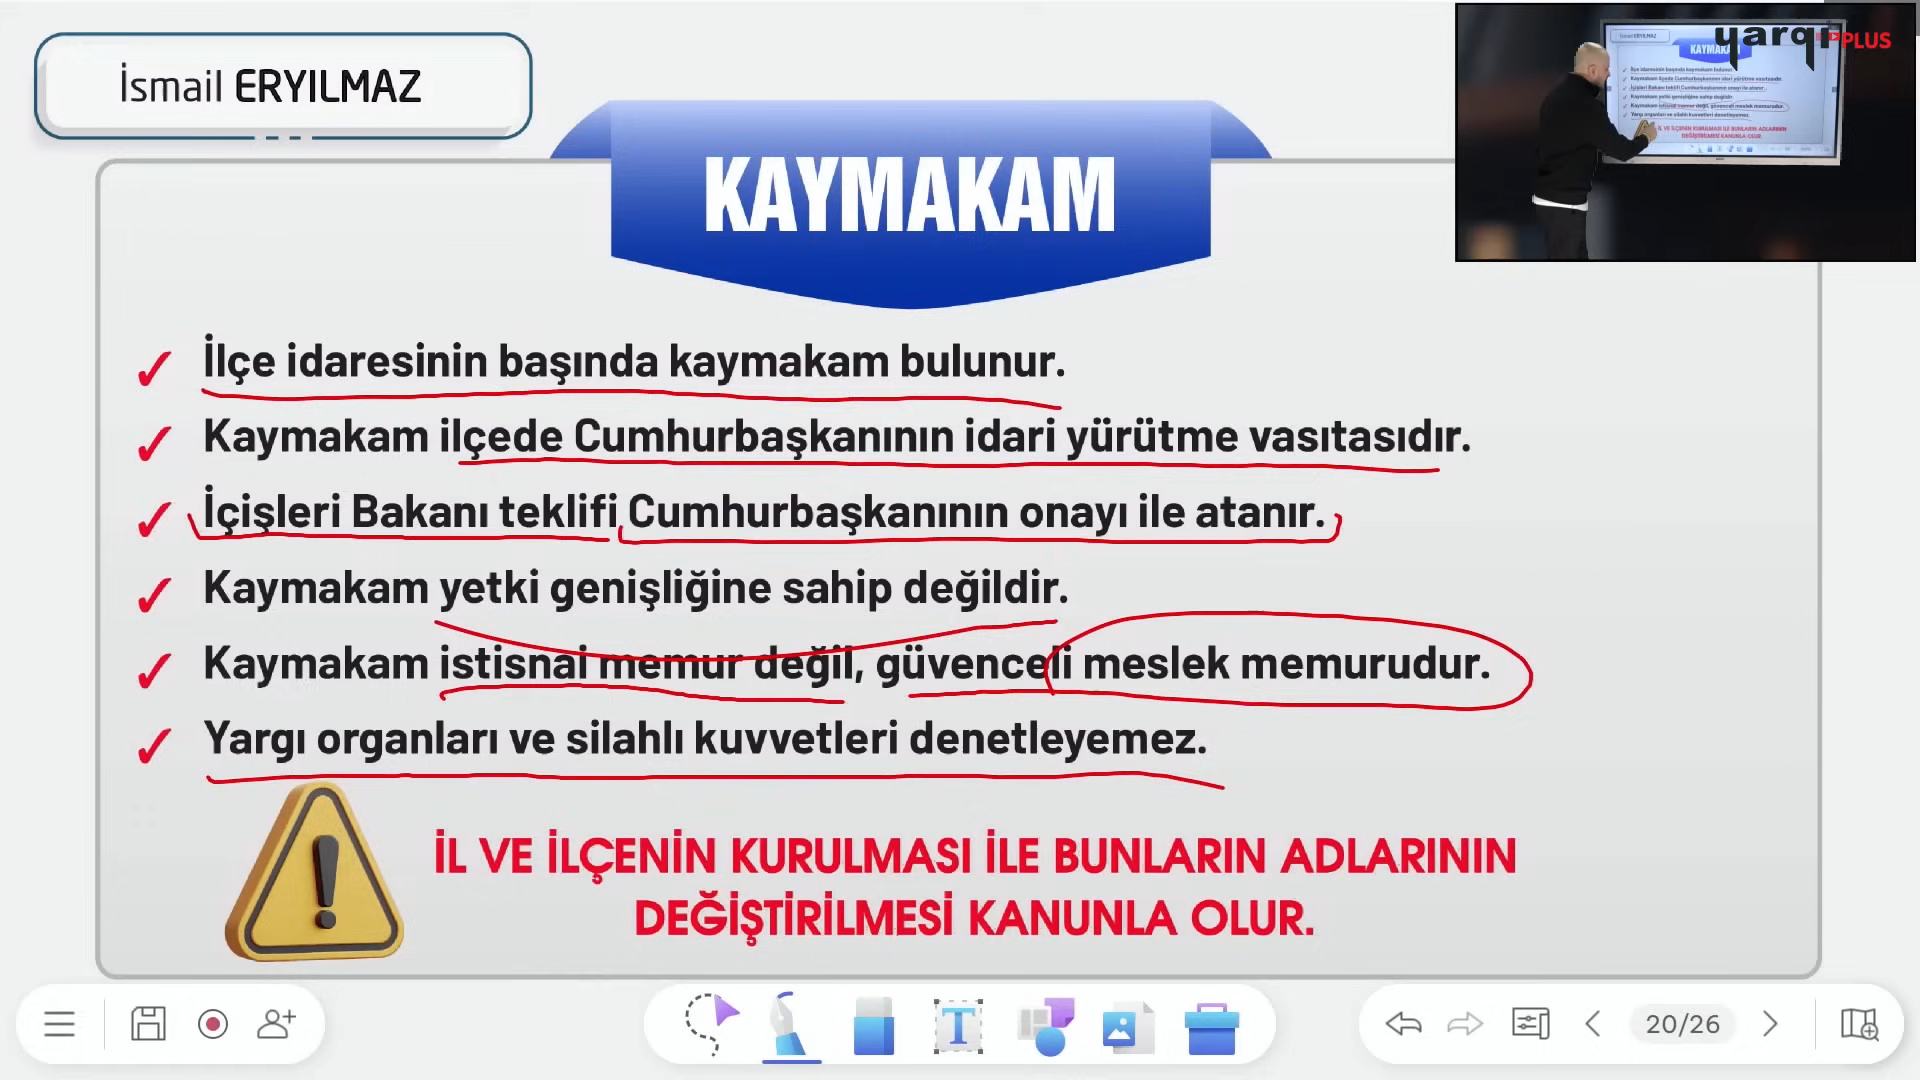 İsmail ERYILMAZ
yargı PLUS
KAYMAKAM
İlçe idaresinin başında kaymakam bulunur.
Kaymakam ilçede Cumhurbaşkanının idari yürütme vasıtasıdır.
İçişleri Bakanı teklifi Cumhurbaşkanının onayı ile atanır.
Kaymakam yetki genişliğine sahip değildir.
Kaymakam istisnai memur değil, güvenceli meslek memurudur.
Yargı organları ve silahlı kuvvetleri denetleyemez.
İL VE İLÇENİN KURULMASI İLE BUNLARIN ADLARININ
DEĞİŞTİRİLMESİ KANUNLA OLUR.
20/26